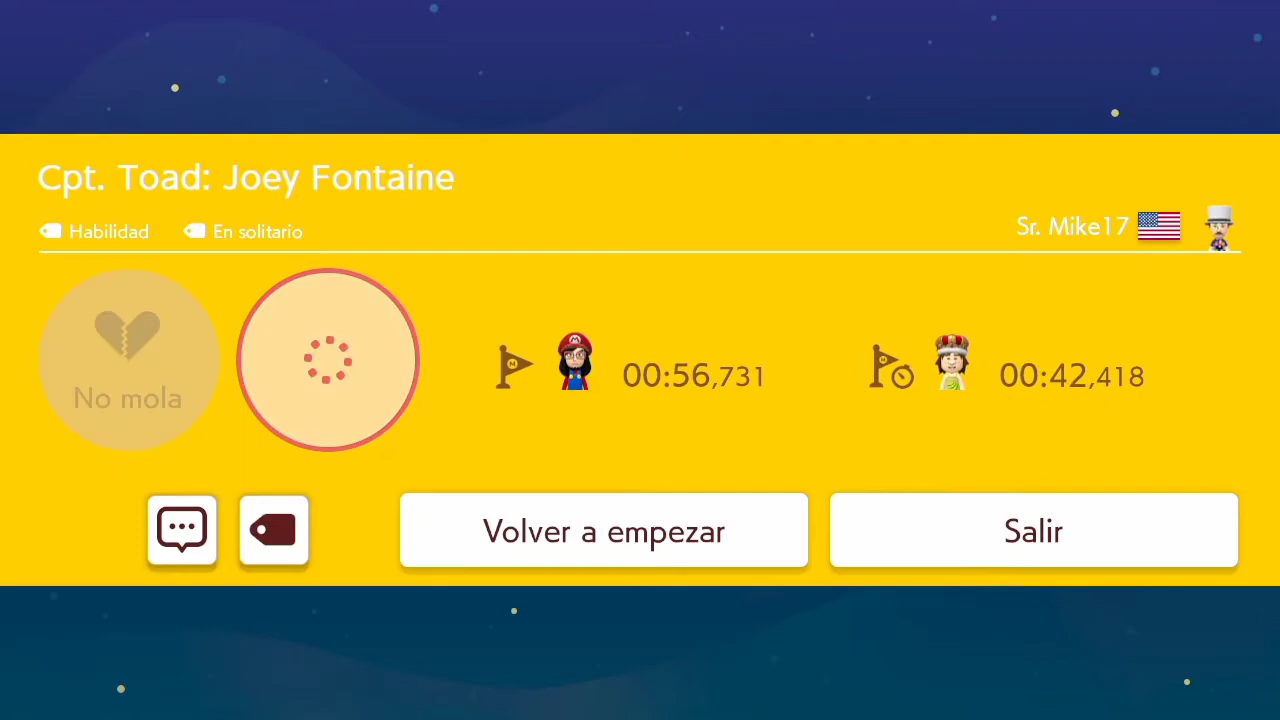 Cpt. Toad: Joey Fontaine
Habilidad En solitario
Sr. Mike17
No mola
00:56,731
00:42,418
Volver a empezar
Salir